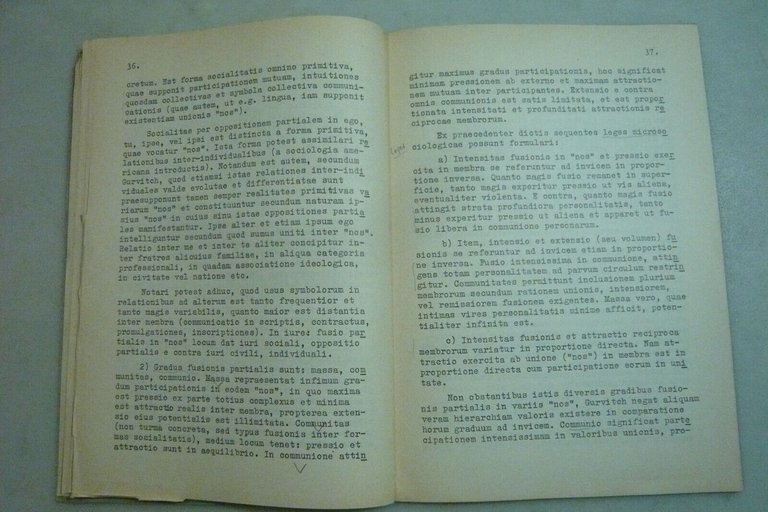 36.
cretum. Est forma socialitatis omnino primitiva,
quae supponit participationem mutuam, intuitiones
quasdam collectivas et symbola collectiva communi-
cationis (quae autem, ut e.g. lingua, iam supponit
existentiam unionis "nos").
Socialitas per oppositionem partialem in ego,
tu, ipse, vel ipsi est distincta a forma primitiva,
quae vocatur "nos". Ista forma potest assimilari re
lationibus inter-individualibus (a sociologia ame-
ricana introductis). Notandum est autem, secundum
Gurvitch, quod etiamsi istae relationes inter-indi
viduales valde evolutae et differentiatae sunt
praesupponunt tamen semper realitates primitivas va
riarum "nos" et constituuntur secundum naturam ip-
sius "nos" in cuius sinu istae oppositiones partia
les manifestantur. Ipse alter et etiam ipsum ego
intelliguntur secundum quod sumus uniti inter "nos".
Relatio inter me et inter te aliter concipitur in-
ter fratres alicuius familiae, in aliqua categoria
professionali, in quadam associatione ideologica,
in civitate vel natione etc.
Notari potest adhuc, quod usus symbolorum in
relationibus ad alterum est tanto frequentior et
tanto magis variabilis, quanto maior est distantia
inter membra (communicatio in scriptis, contractus,
promulgationes, inscriptiones). In iure: fusio par
tialis in "nos" locum dat iuri sociali, oppositio
partialis e contra iuri civili, individuali.
2) Gradus fusionis partialis sunt: massa, com
munitas, communio. Massa repraesentat infimum gra-
dum participationis in eodem "nos", in quo maxima
est pressio ex parte totius complexus et minima
est attractio realis inter membra, propterea exten-
sio eius potentialis est illimitata. Communitas
(non turma concreta, sed typus fusionis inter for-
mas socialitatis), medium locum tenet: pressio et
attractio sunt in aequilibrio. In communione attin
37.
gitur maximus gradus participationis, hoc significat
minimam pressionem ab externo et maximam attractio-
nem mutuam inter participantes. Extensio e contra
omnis communionis est satis limitata, et est propor
tionata intensitati et profunditati attractionis re
ciprocae membrorum.
Ex praecedenter dictis sequentes leges microso
ciologicae possunt formulari:
leges
a) Intensitas fusionis in "nos" et pressio exer
cita in membra se referuntur ad invicem in propor-
tione inversa. Quanto magis fusio remanet in super-
ficie, tanto magis experitur pressio ut vis aliena,
eventualiter violenta. E contra, quanto magis fusio
attingit strata profundiora personalitatis, tanto
minus experitur pressio ut aliena et apparet ut fu-
sio libera in communione personarum.
b) Item, intensio et extensio (seu volumen) fu
sionis se referuntur ad invicem etiam in proportio-
ne inversa. Fusio intensissima in communione, attin
gens totam personalitatem ad parvum circulum restrin
gitur. Communitates permittunt inclusionem plurium
membrorum secundum rationem unionis, intensiorem,
vel remissiorem fusionem exigentes. Massa vero, quae
intimas vires personalitatis minime afficit, poten-
tialiter infinita est.
c) Intensitas fusionis et attractio reciproca
membrorum variatur in proportione directa. Nam at-
tractio exercita ab unione ("nos") in membra est in
proportione directa cum participatione eorum in uni
tate.
Non obstantibus istis diversis gradibus fusio-
nis partialis in variis "nos", Gurvitch negat aliquam
veram hierarchiam valoris existere in comparatione
horum graduum ad invicem. Communio significat parte
cipationem intensissimam in valoribus unionis, pro-